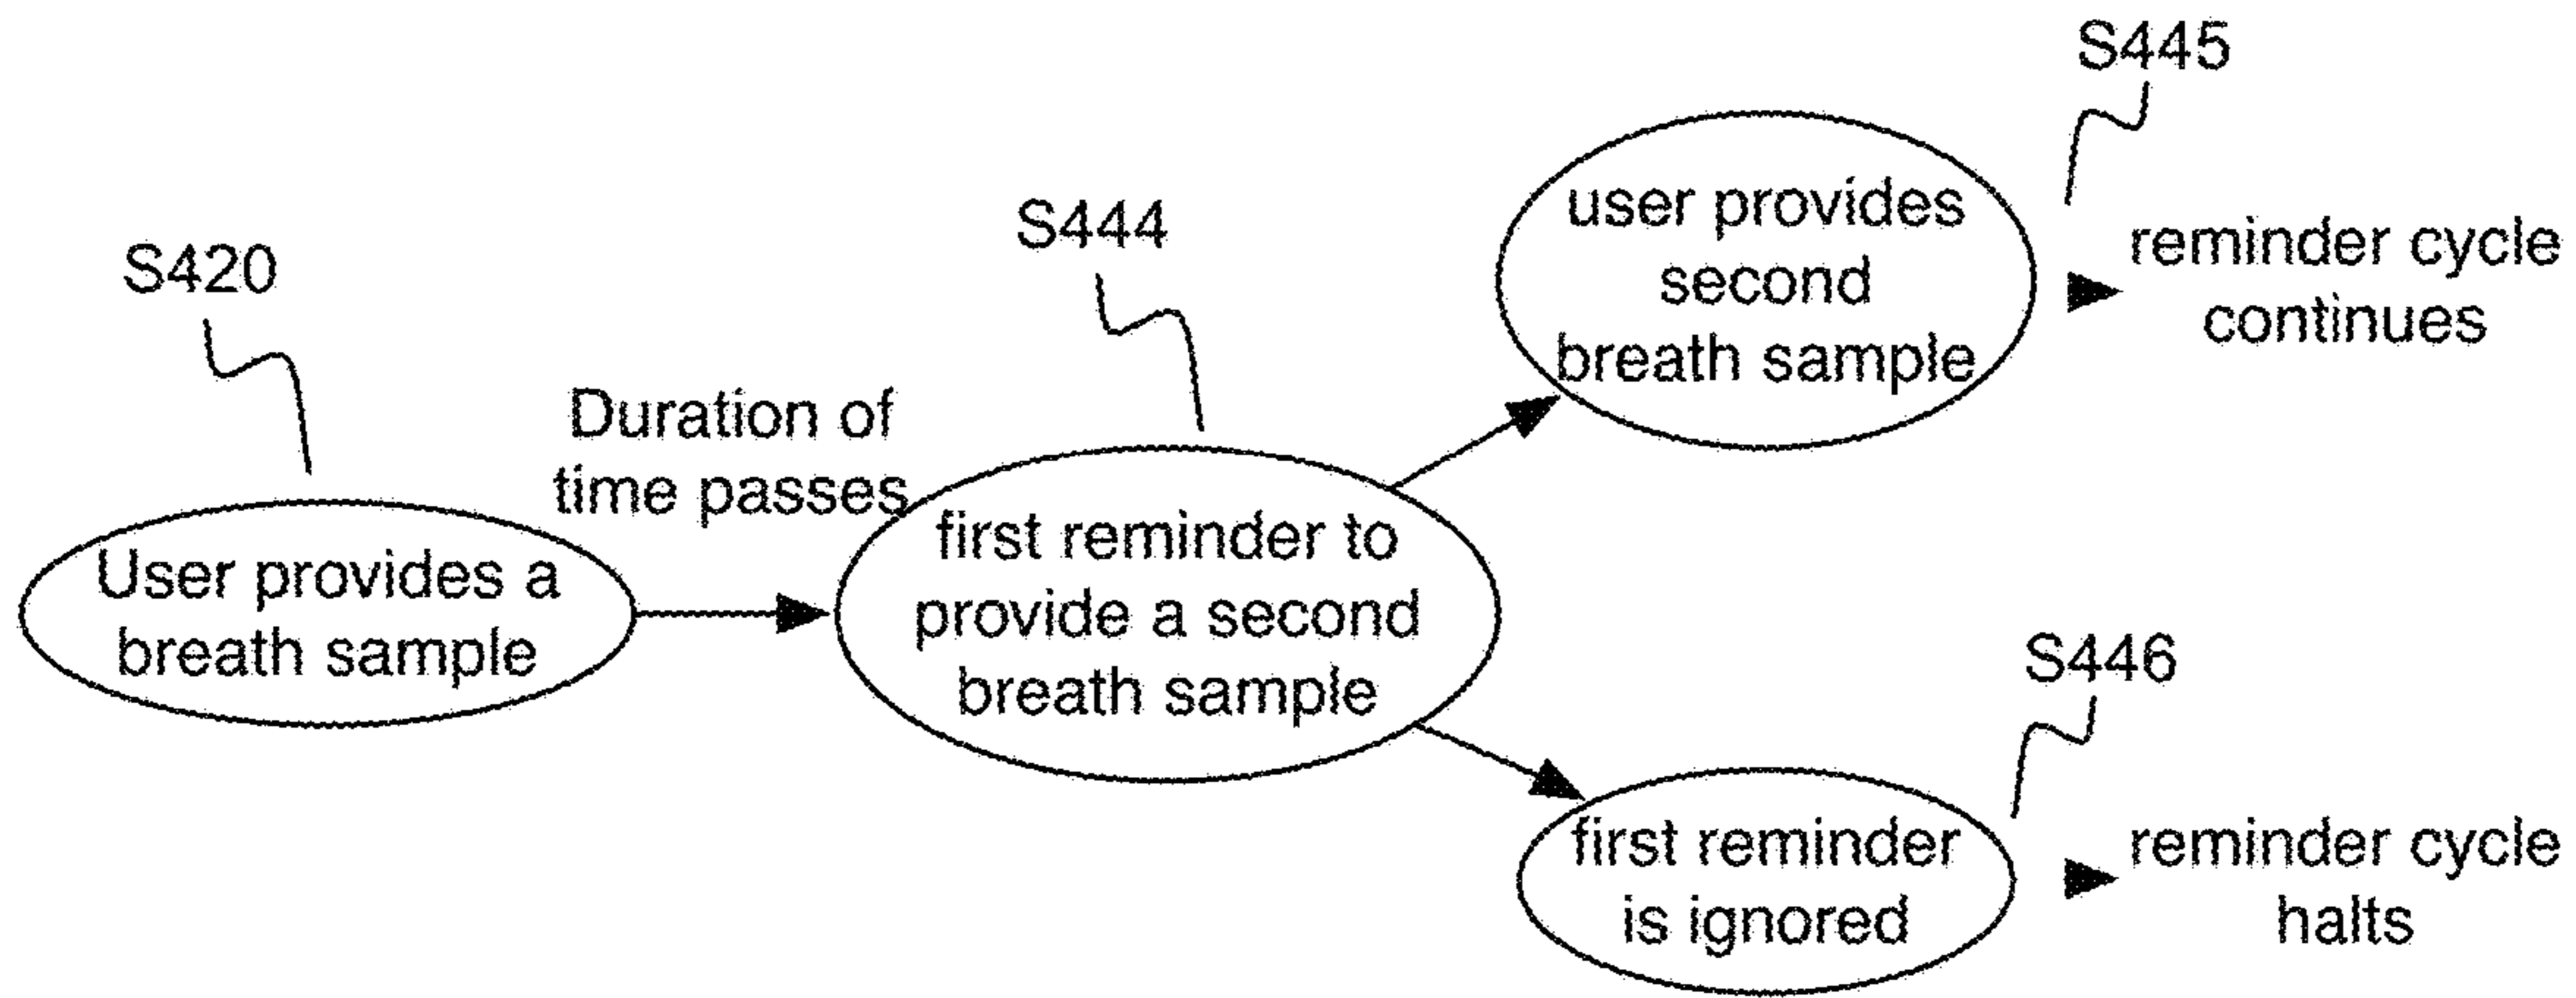 S420
User provides a
breath sample
Duration of
time passes
S444
first reminder to
provide a second
breath sample
S445
user provides
second
breath sample
reminder cycle
continues
S446
first reminder
is ignored
reminder cycle
halts